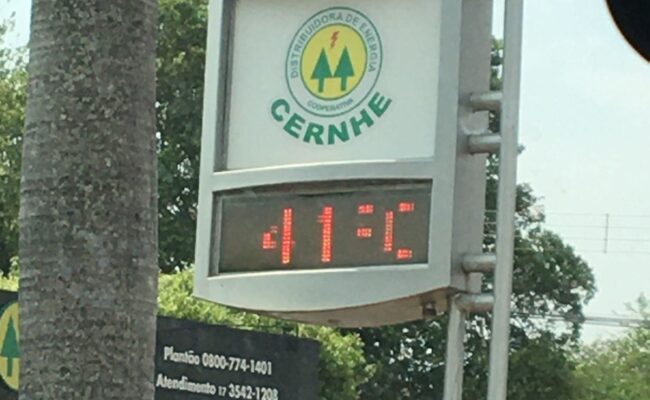 DISTRIBUIDORA DE ENERGIA
COOPERATIVA
CERNHE
41°C
Plantão 0800-774-1401
Atendimento 17 3542-1208